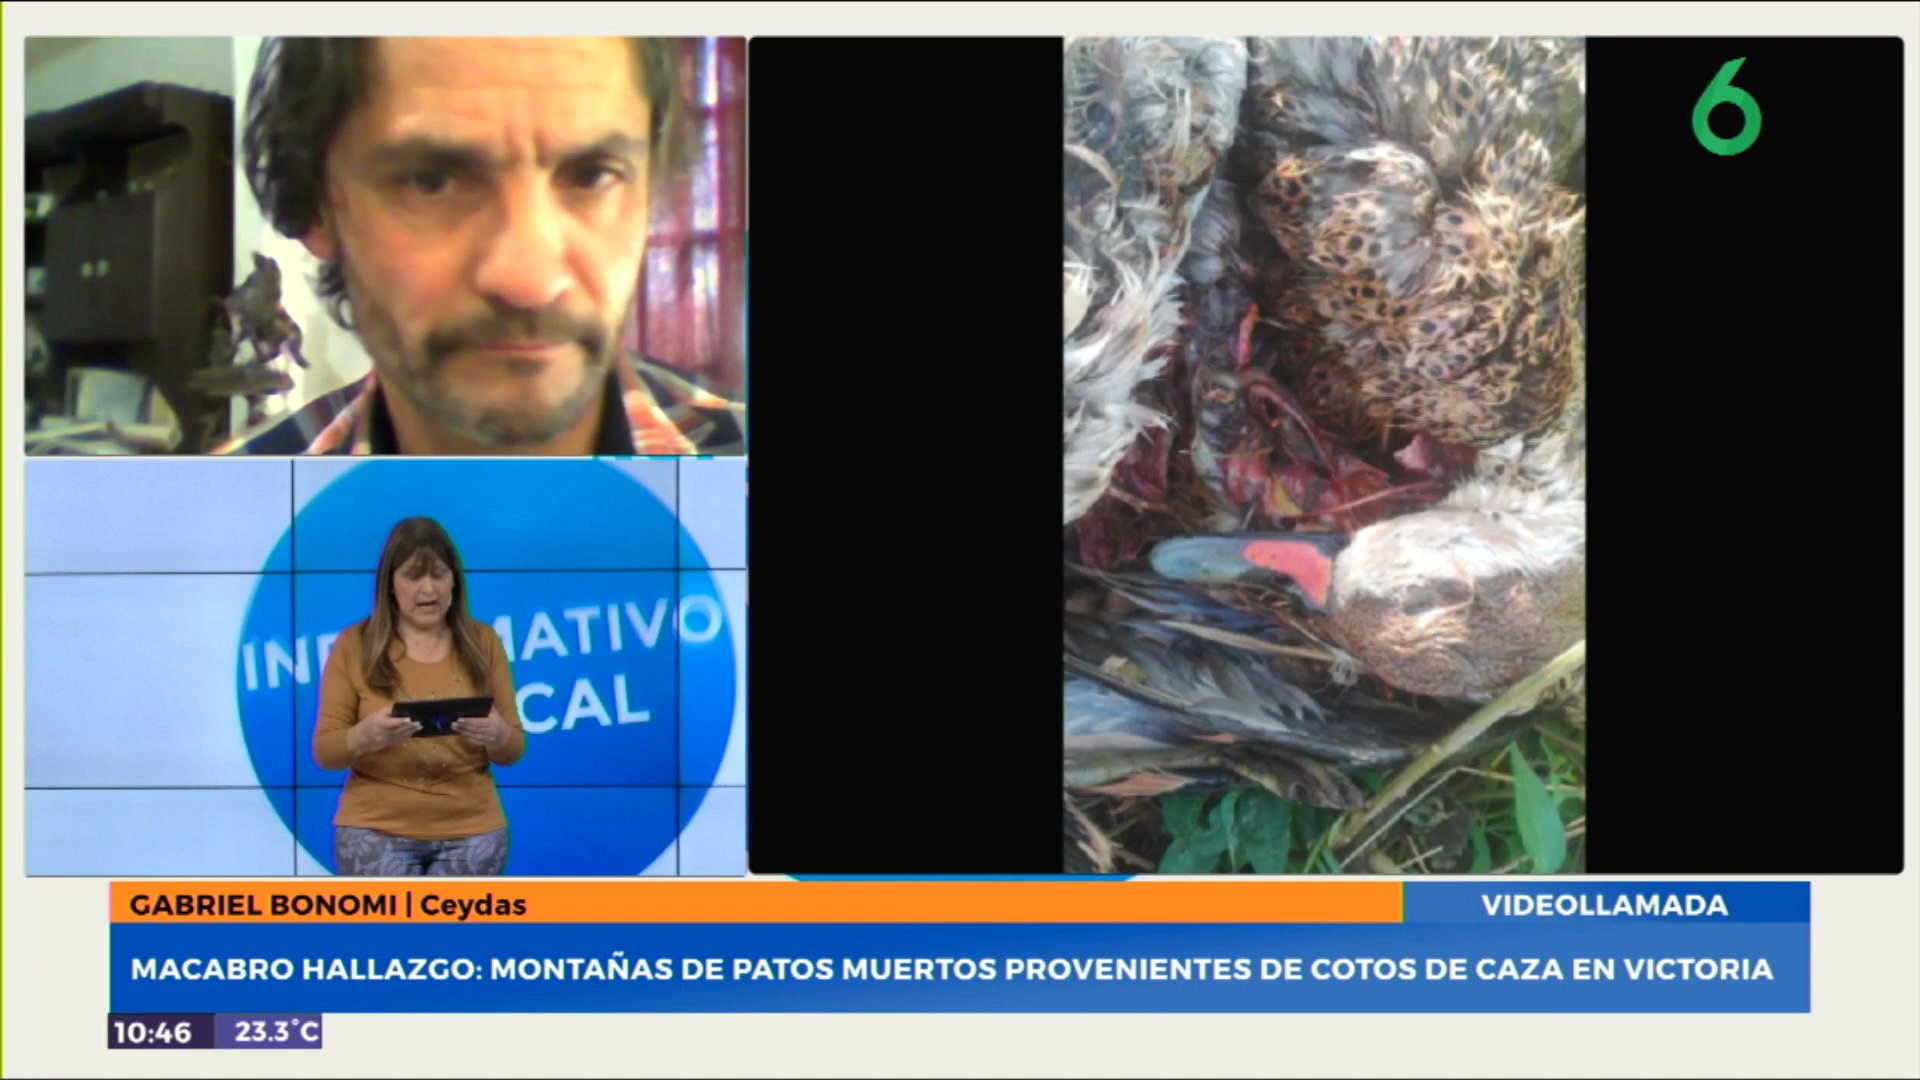 6
INFORMATIVO
LOCAL
GABRIEL BONOMI | Ceydas
VIDEOLLAMADA
MACABRO HALLAZGO: MONTAÑAS DE PATOS MUERTOS PROVENIENTES DE COTOS DE CAZA EN VICTORIA
10:46 23.3°C